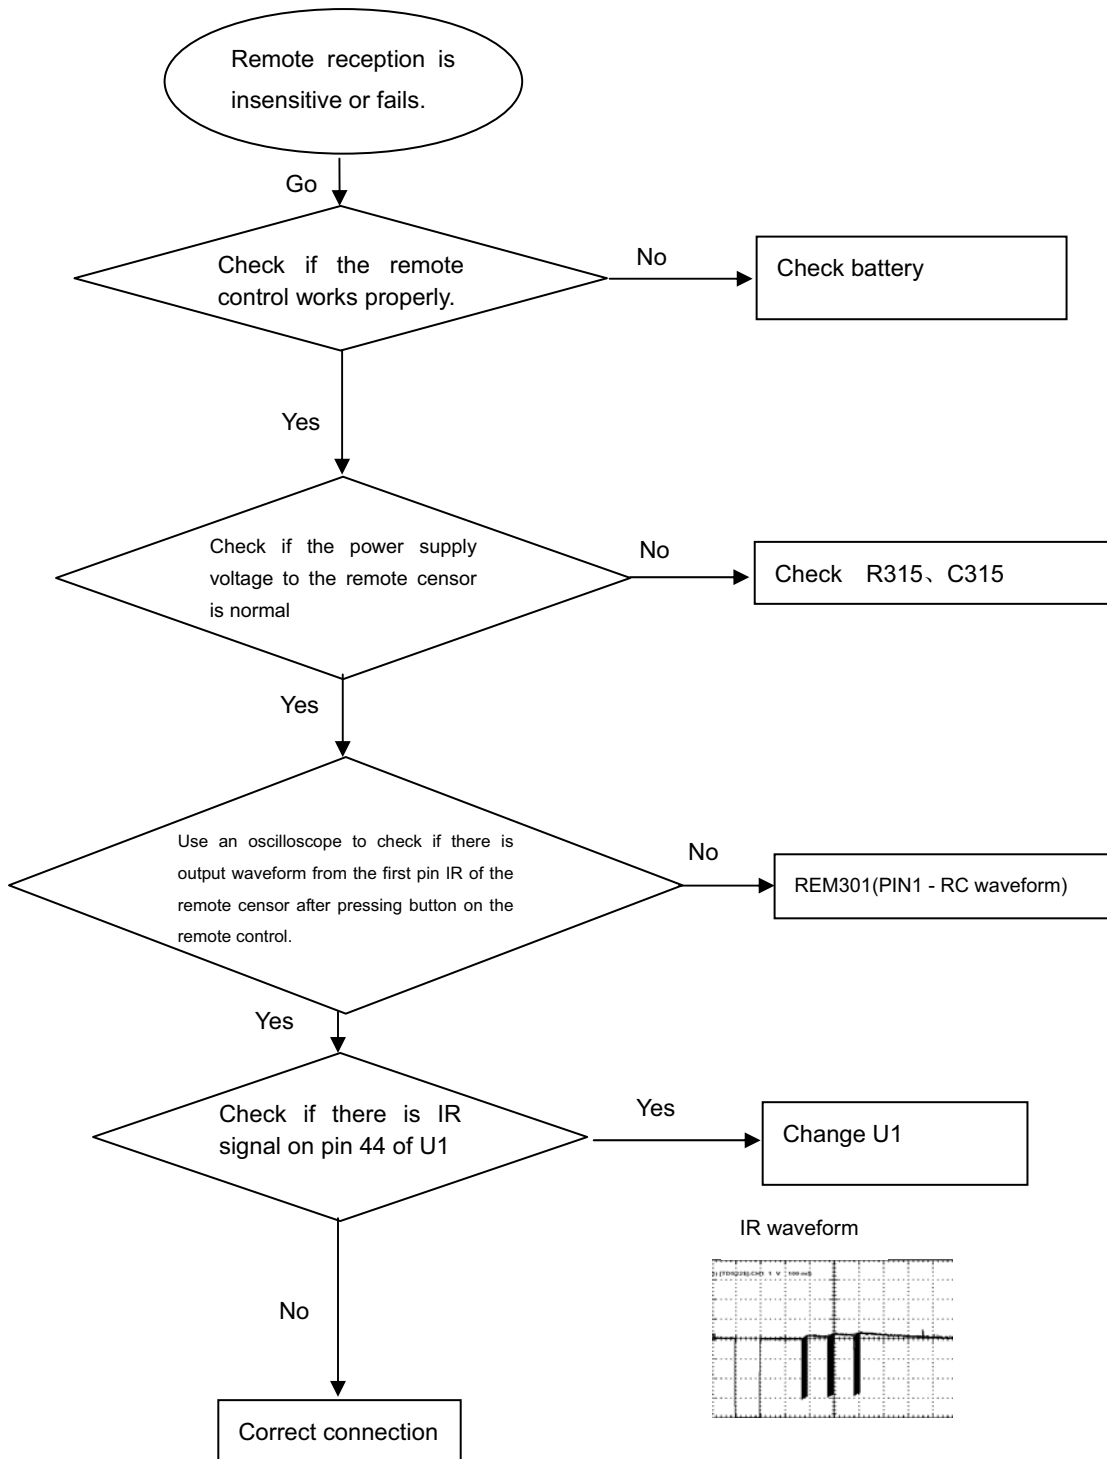 Remote reception is
insensitive or fails.
Go
Check if the remote
control works properly.
No
Check battery
Yes
Check if the power supply
voltage to the remote censor
is normal
No
Check R315、C315
Yes
Use an oscilloscope to check if there is
output waveform from the first pin IR of the
remote censor after pressing button on the
remote control.
No
REM301(PIN1 - RC waveform)
Yes
Check if there is IR
signal on pin 44 of U1
Yes
Change U1
IR waveform
No
Correct connection